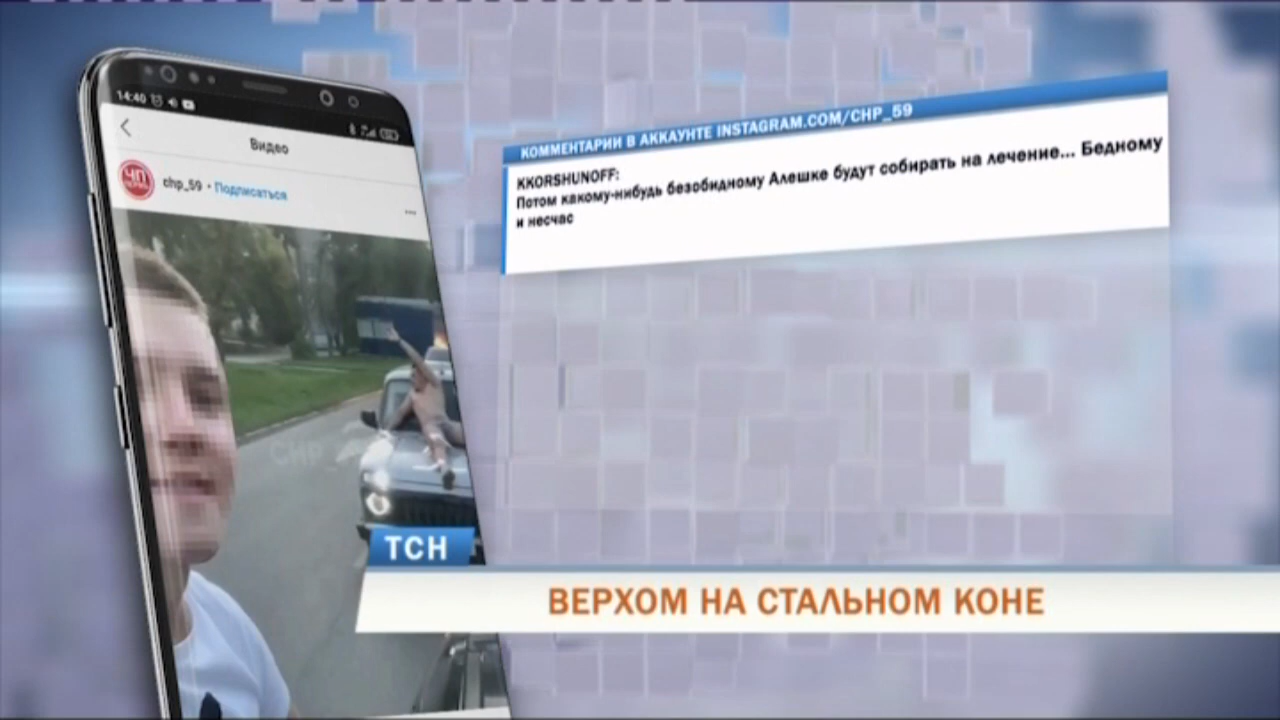 14:40
Видео
ЧП
chp_59 • Подписаться
КОММЕНТАРИИ В АККАУНТЕ INSTAGRAM.COM/CHP_59
KKORSHUNOFF:
Потом какому-нибудь безобидному Алешке будут собирать на лечение... Бедному
и несчас
CHP
ТСН
ВЕРХОМ НА СТАЛЬНОМ КОНЕ